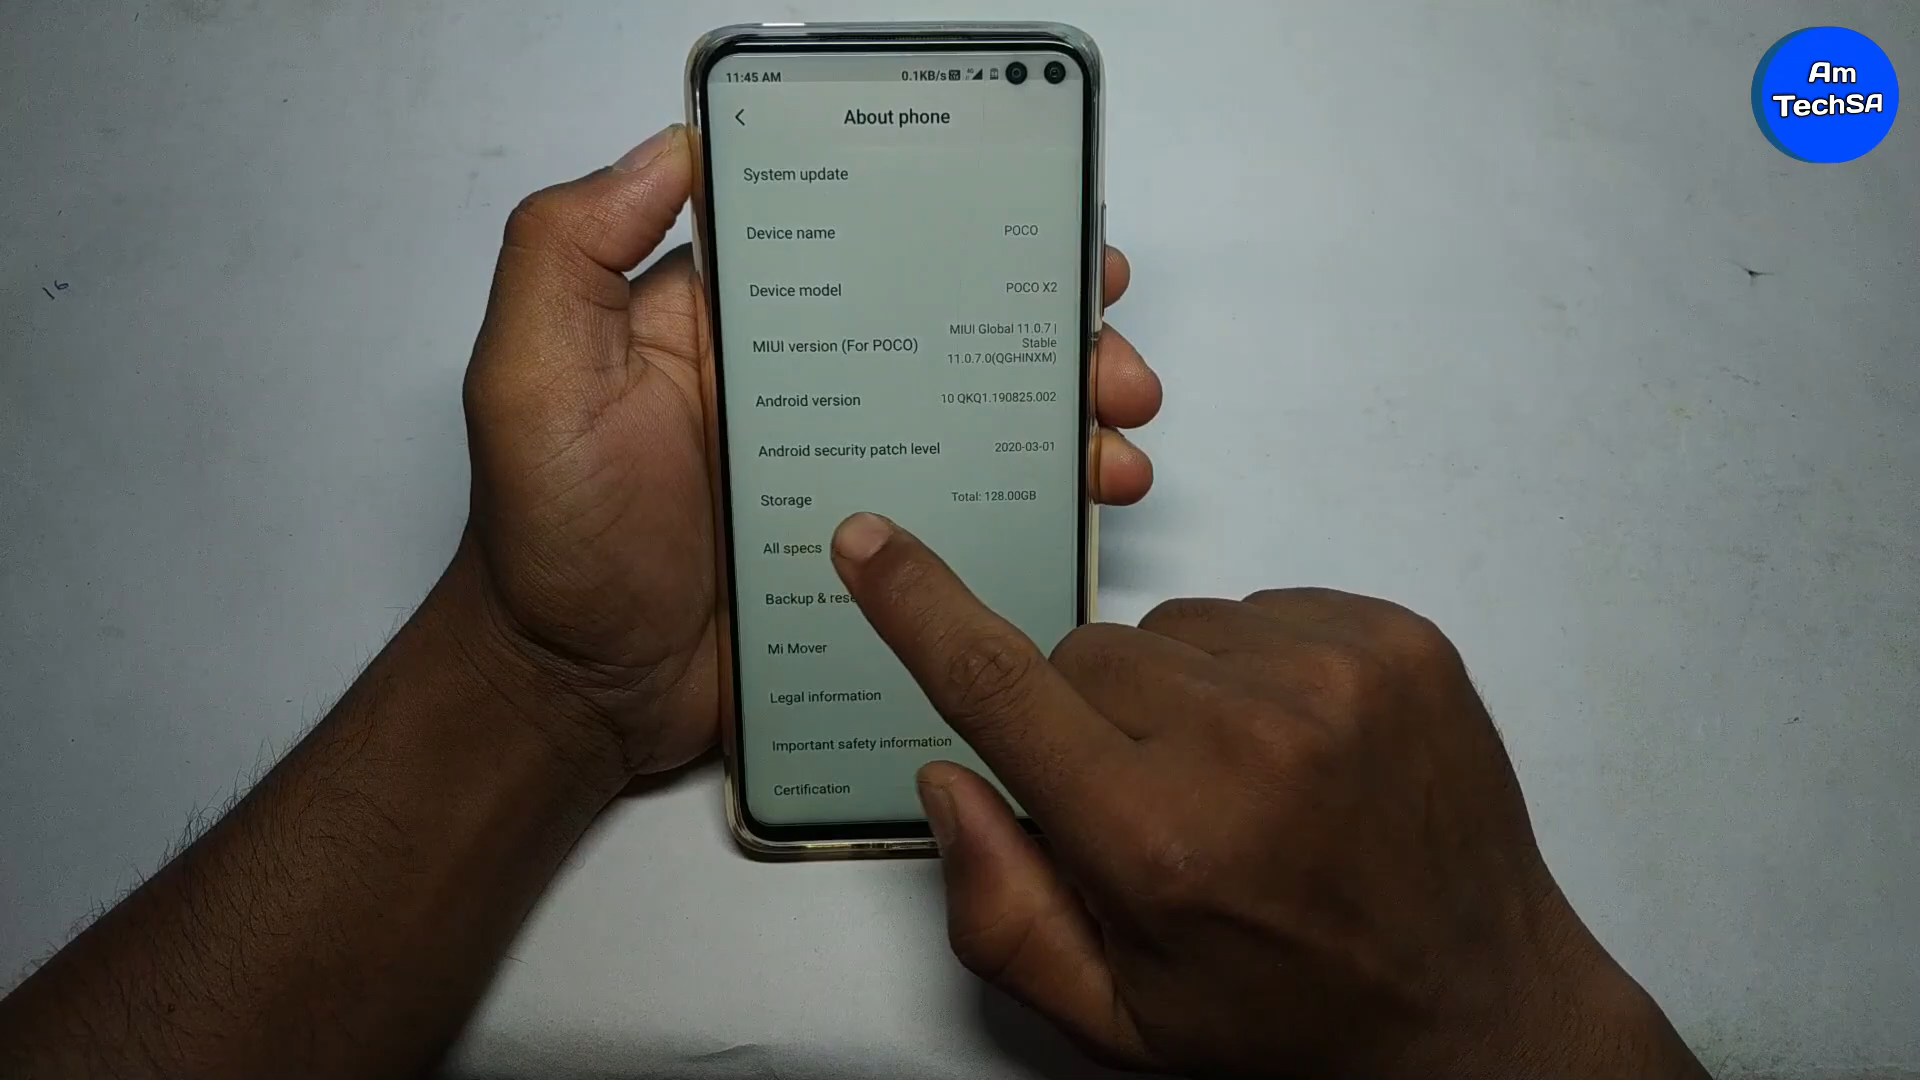 Am
TechSA
11:45 AM
0.1KB/s
About phone
System update
Device name
POCO
Device model
POCO X2
MIUI version (For POCO)
MIUI Global 11.0.7 |
Stable
11.0.7.0(QGHINXM)
Android version
10 QKQ1.190825.002
Android security patch level
2020-03-01
Storage
Total: 128.00GB
All specs
Backup & rese
Mi Mover
Legal information
Important safety information
Certification
16